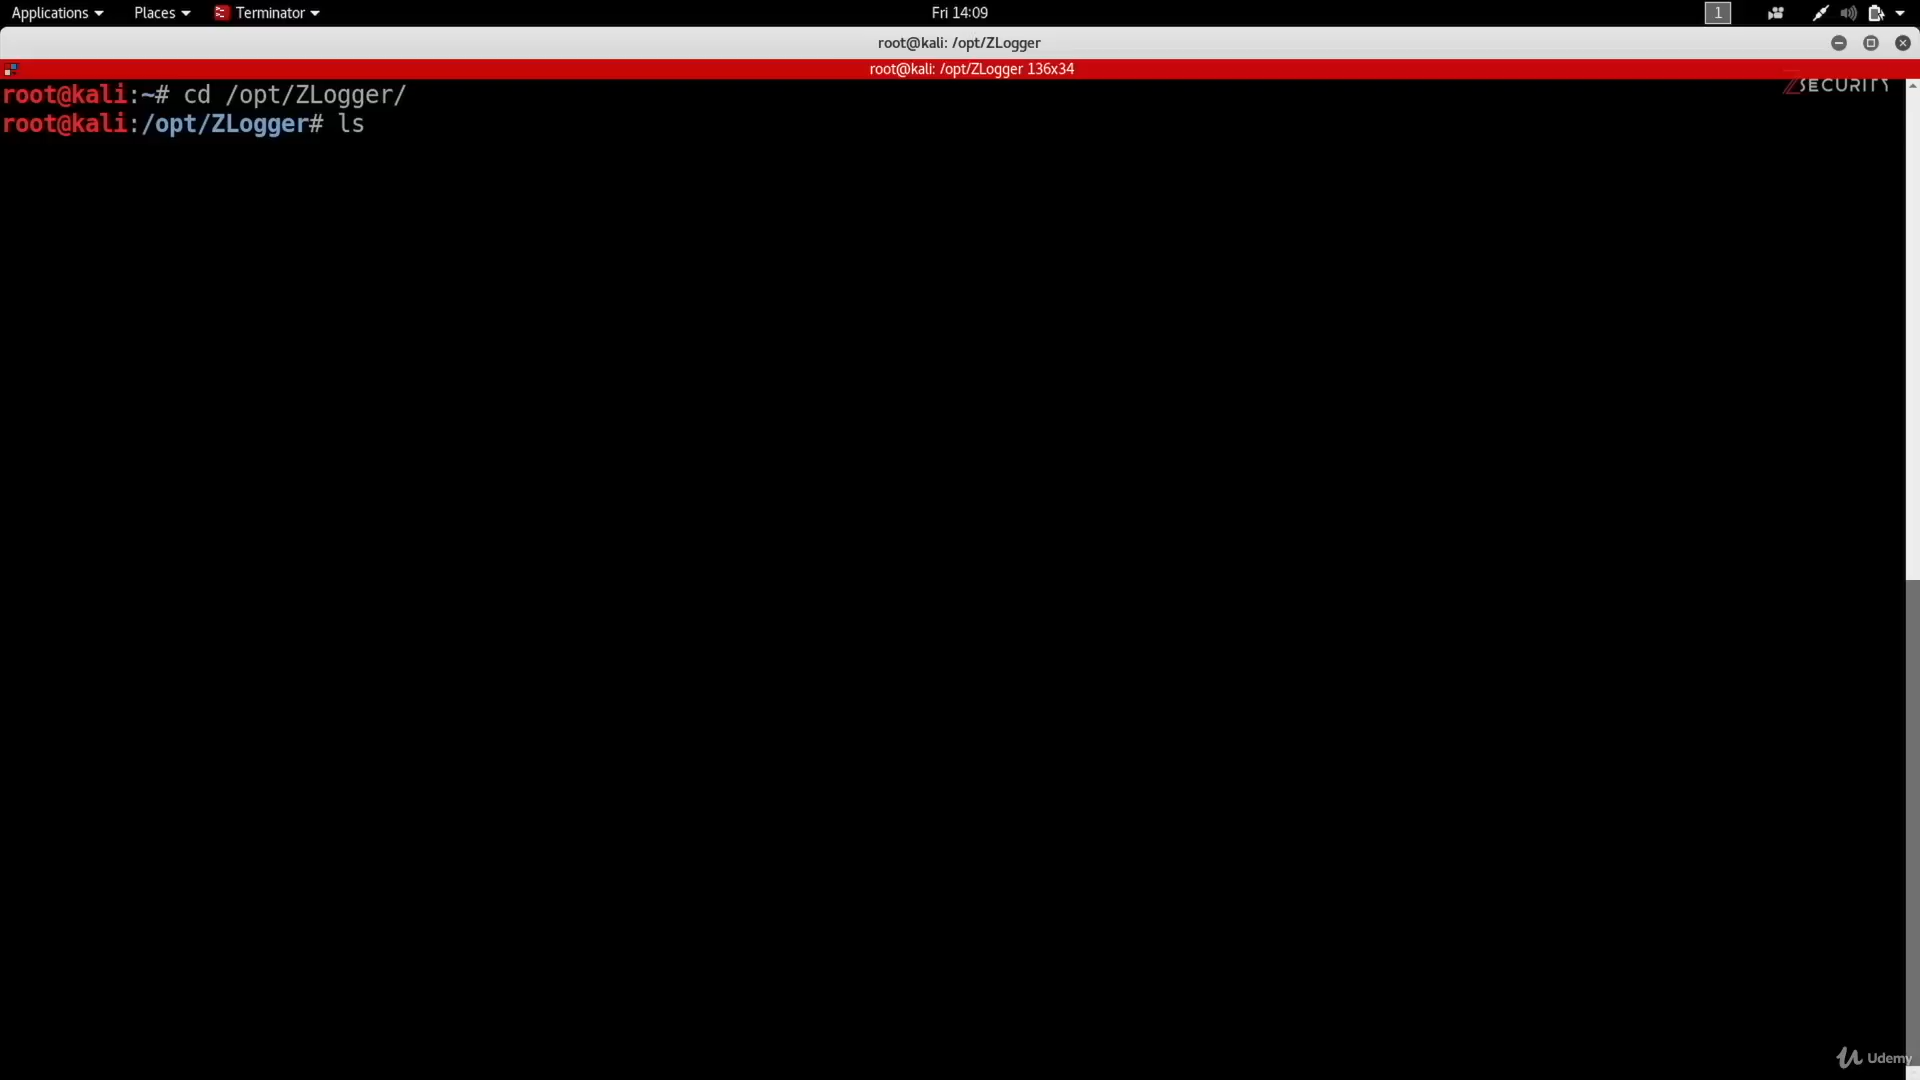 Applications Places Terminator Fri 14:09 1
root@kali: /opt/ZLogger
root@kali: /opt/ZLogger 136x34
ZSECURITY
root@kali:~# cd /opt/ZLogger/
root@kali:/opt/ZLogger# ls
Udemy